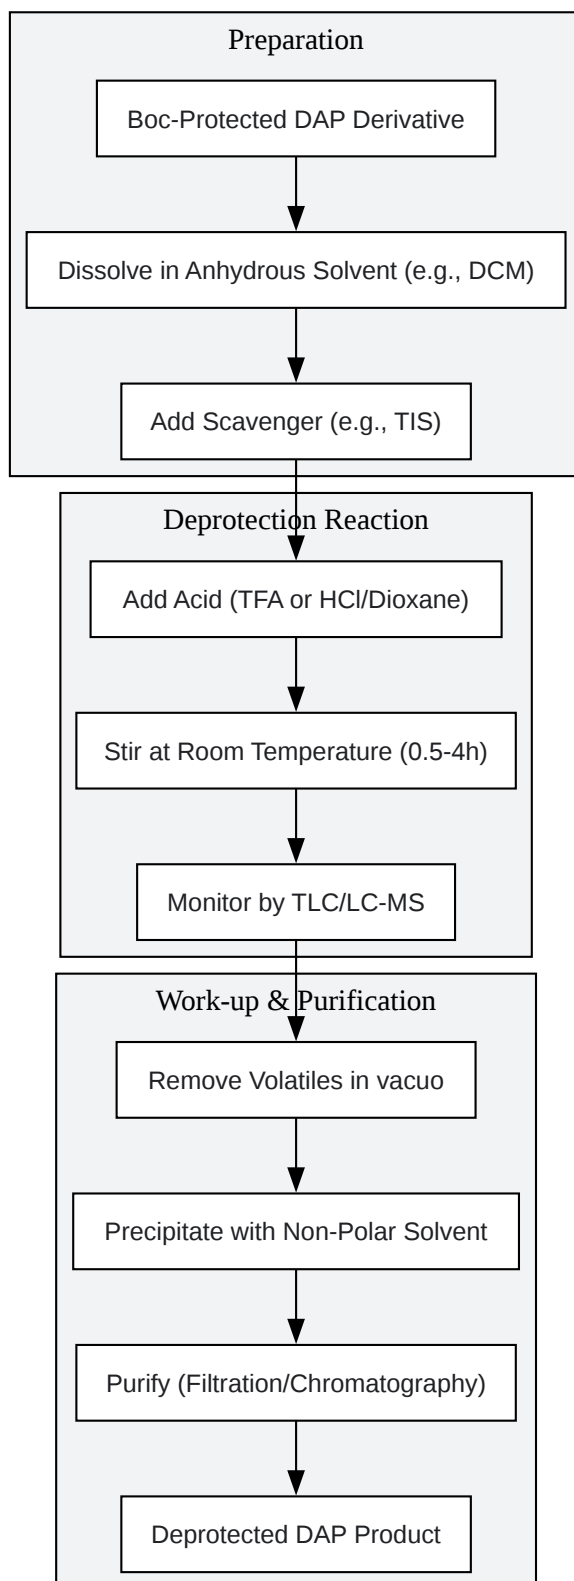 Preparation
Boc-Protected DAP Derivative
Dissolve in Anhydrous Solvent (e.g., DCM)
Add Scavenger (e.g., TIS)
Deprotection Reaction
Add Acid (TFA or HCl/Dioxane)
Stir at Room Temperature (0.5-4h)
Monitor by TLC/LC-MS
Work-up & Purification
Remove Volatiles in vacuo
Precipitate with Non-Polar Solvent
Purify (Filtration/Chromatography)
Deprotected DAP Product